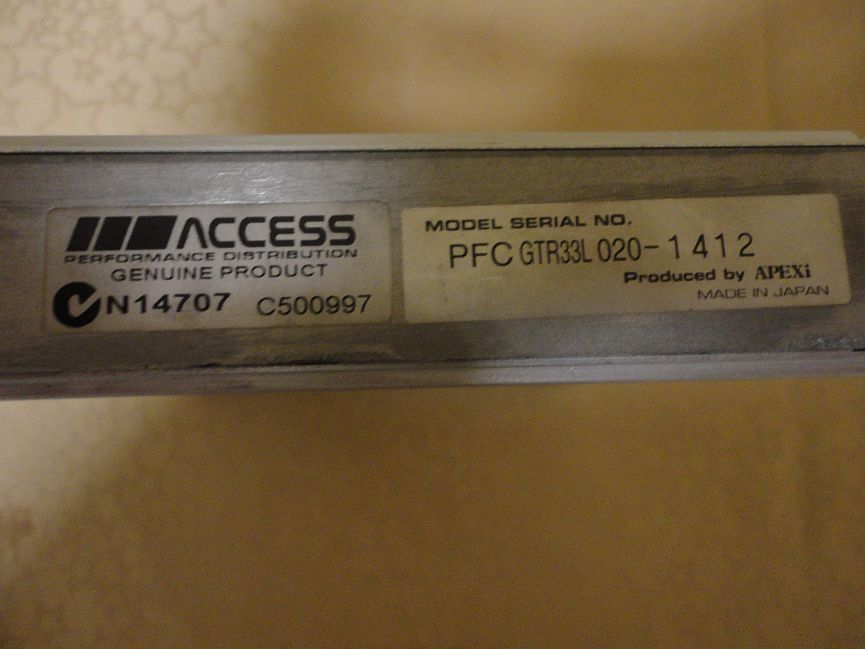 ACCESS
PERFORMANCE DISTRIBUTION
GENUINE PRODUCT
N14707 C500997
MODEL SERIAL NO.
PFC GTR33L 020-1412
Produced by APEXi
MADE IN JAPAN